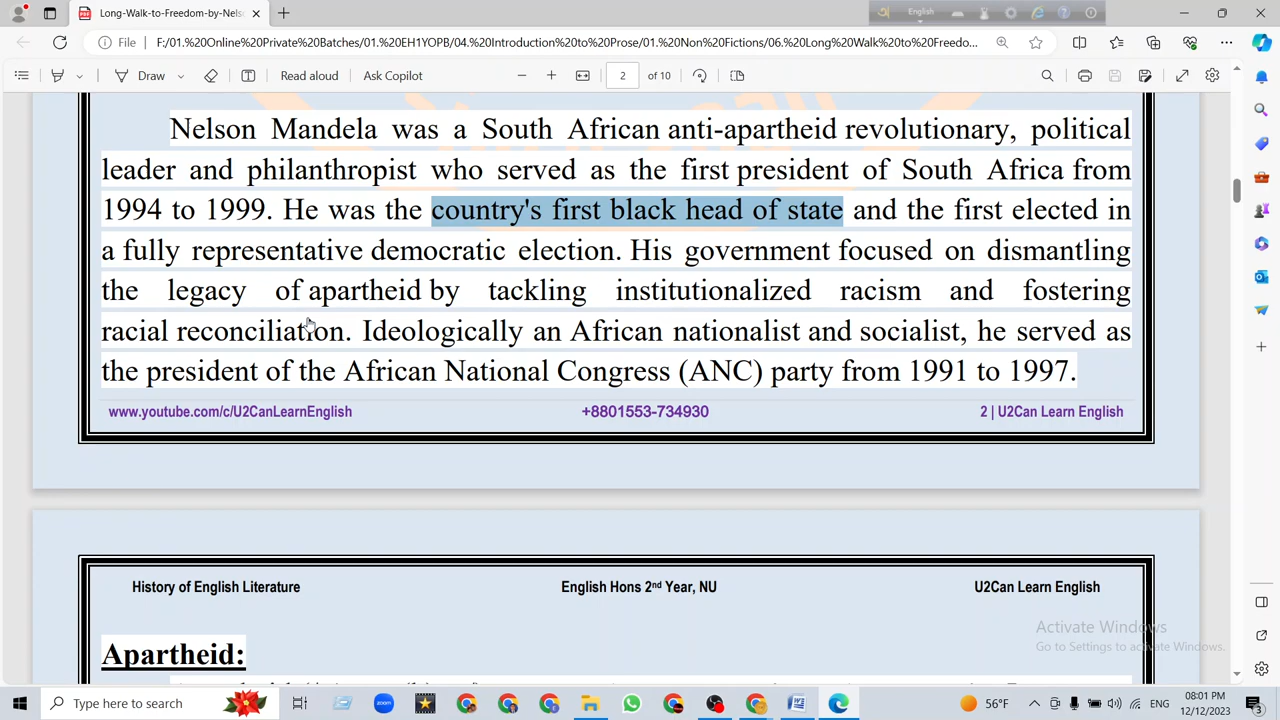 Long-Walk-to-Freedom-by-Nels
English
File
F:/01.%20Online%20Private%20Batches/01.%20EH1YOPB/04.%20Introduction%20to%20Prose/01.%20Non%20Fictions/06.%20Long%20Walk%20to%20Freedo...
Draw
Read aloud
Ask Copilot
2
of 10
Nelson Mandela was a South African anti-apartheid revolutionary, political
leader and philanthropist who served as the first president of South Africa from
1994 to 1999. He was the country's first black head of state and the first elected in
a fully representative democratic election. His government focused on dismantling
the legacy of apartheid by tackling institutionalized racism and fostering
racial reconciliation. Ideologically an African nationalist and socialist, he served as
the president of the African National Congress (ANC) party from 1991 to 1997.
www.youtube.com/c/U2CanLearnEnglish
+8801553-734930
2 | U2Can Learn English
History of English Literature
English Hons 2nd Year, NU
U2Can Learn English
Apartheid:
Activate Windows
Go to Settings to activate Windows.
Type here to search
zoom
56°F
ENG
08:01 PM
12/12/2023
3